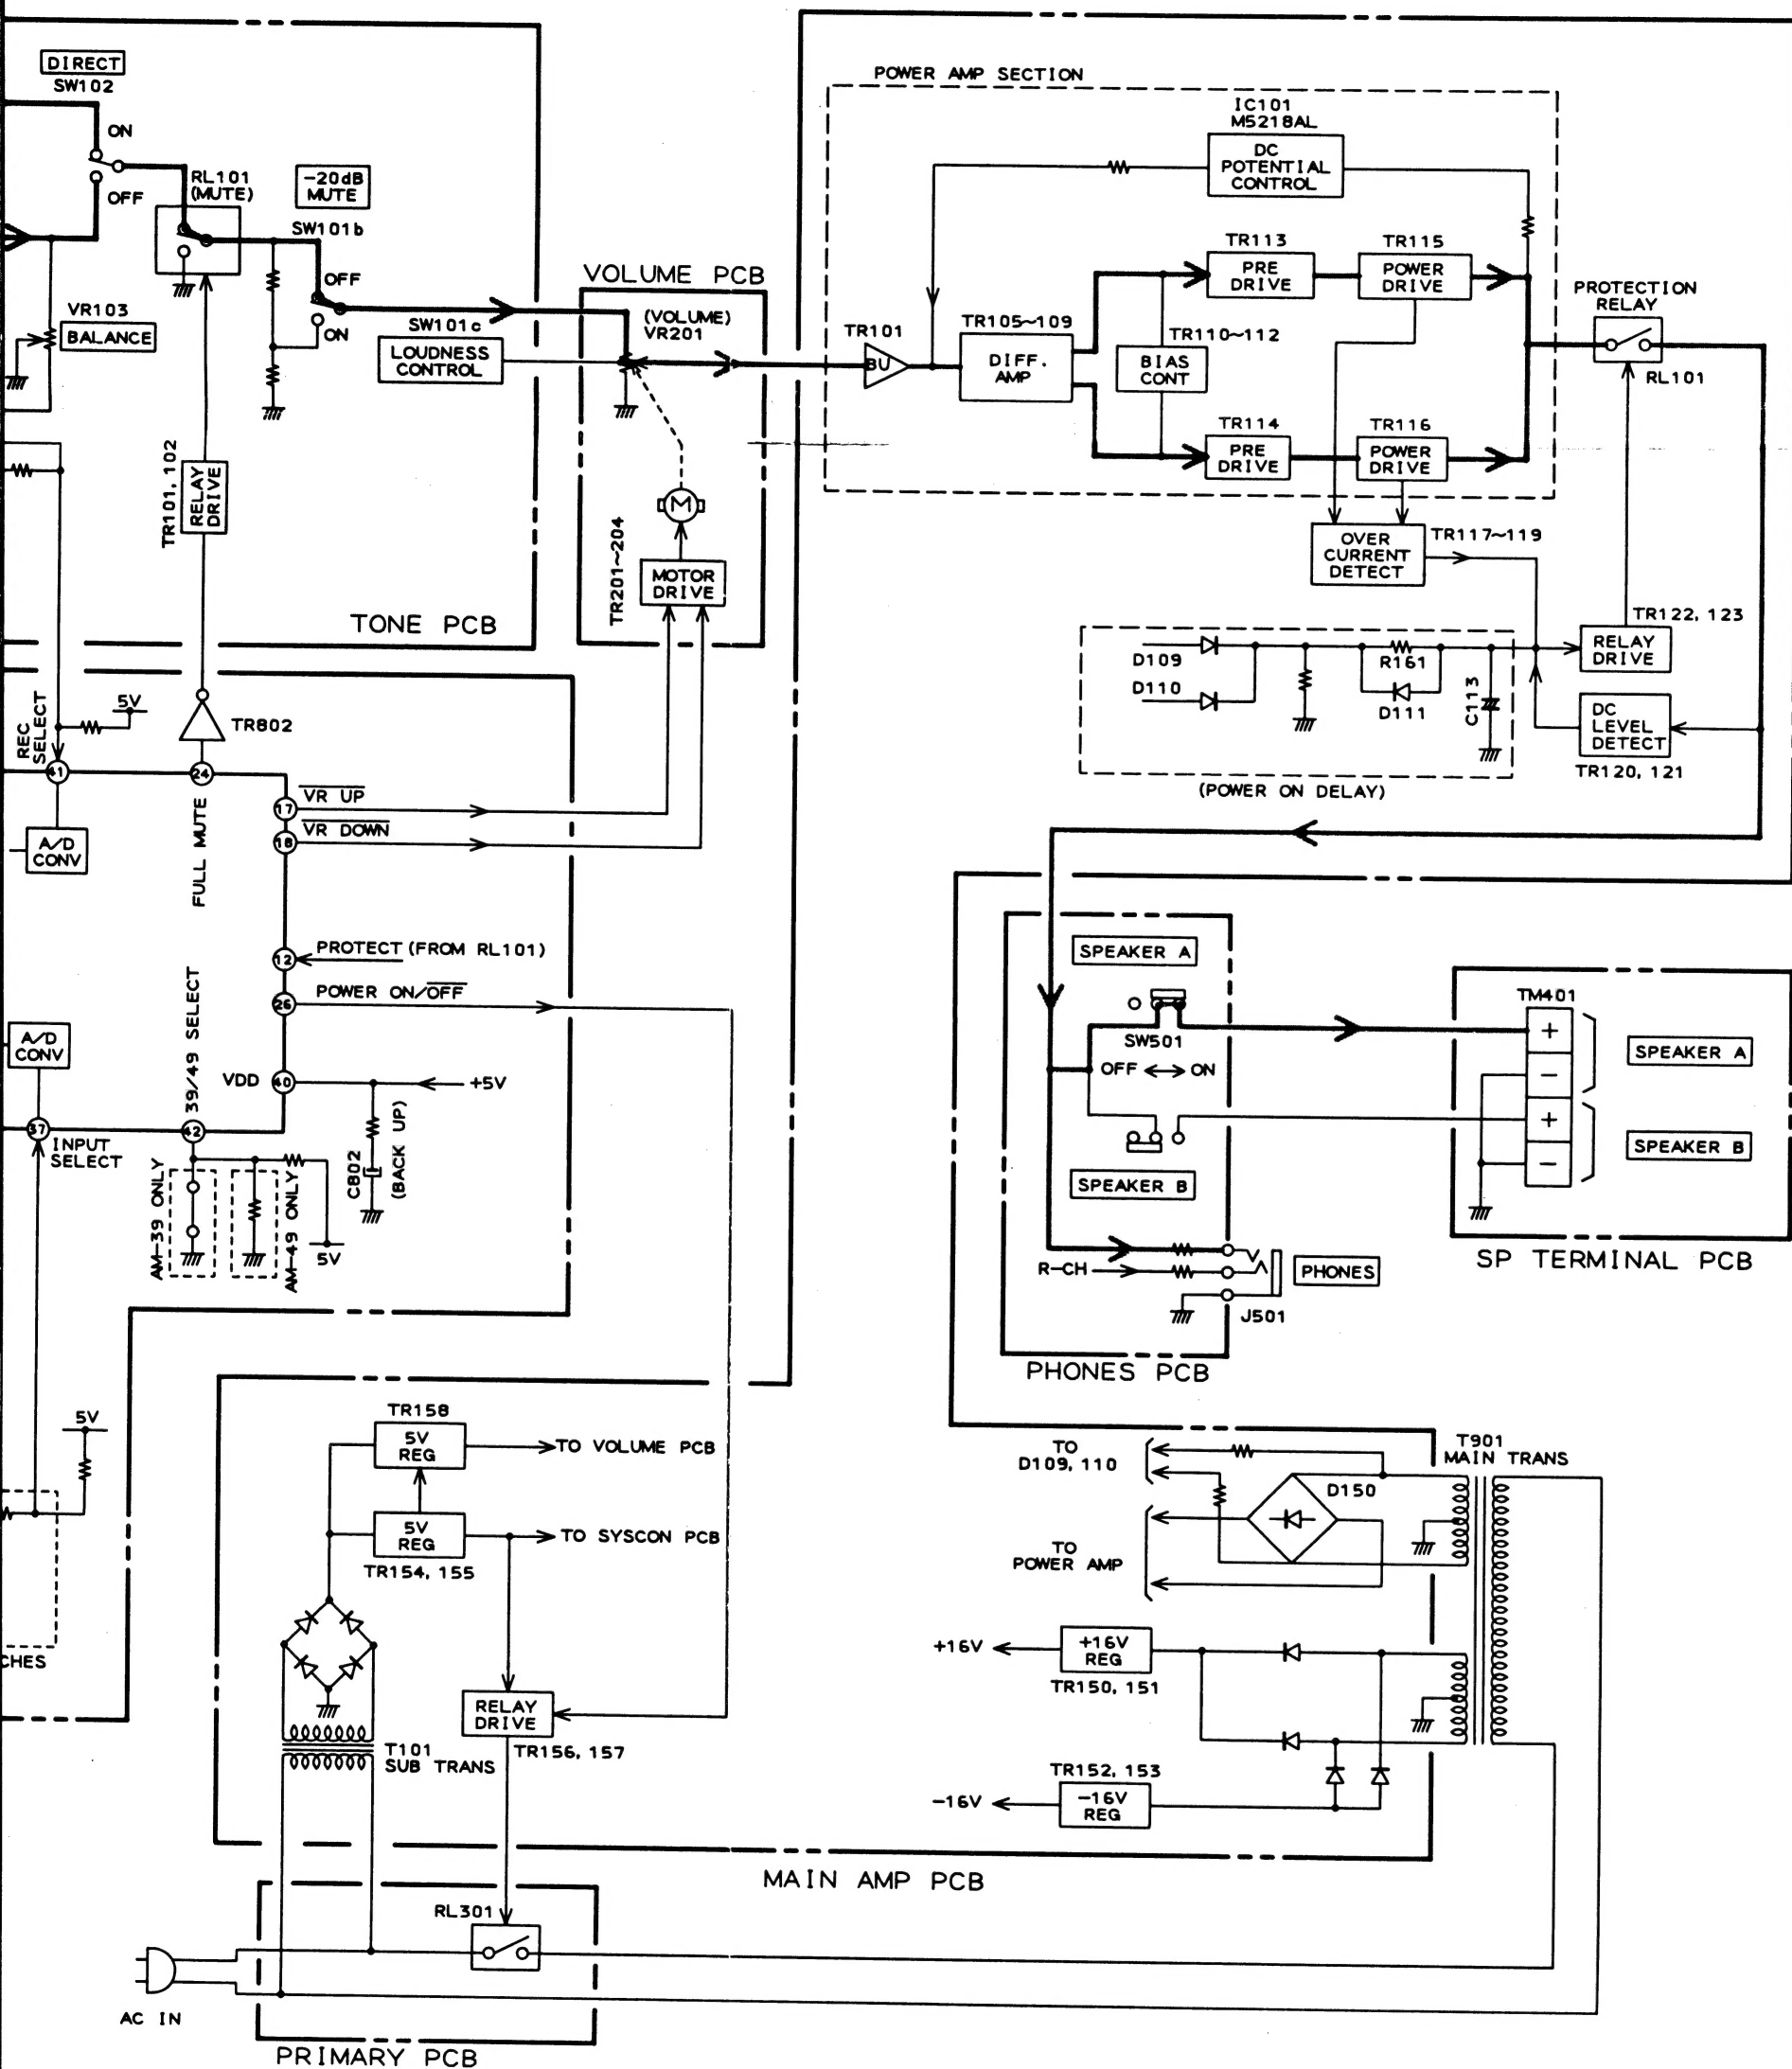 DIRECT
SW102
ON
OFF
RL101
(MUTE)
-20dB
MUTE
SW101b
OFF
ON
VR103
BALANCE
SW101c
LOUDNESS
CONTROL
TR101, 102
RELAY
DRIVE
TONE PCB
VOLUME PCB
(VOLUME)
VR201
M
TR201~204
MOTOR
DRIVE
POWER AMP SECTION
IC101
M5218AL
DC
POTENTIAL
CONTROL
TR101
BU
TR105~109
DIFF.
AMP
TR113
PRE
DRIVE
TR115
POWER
DRIVE
TR110~112
BIAS
CONT
TR114
PRE
DRIVE
TR116
POWER
DRIVE
PROTECTION
RELAY
RL101
OVER
CURRENT
DETECT
TR117~119
TR122, 123
RELAY
DRIVE
D109
D110
R161
D111
C113
(POWER ON DELAY)
DC
LEVEL
DETECT
TR120, 121
REC
SELECT
5V
TR802
41
24
A/D
CONV
FULL MUTE
17
VR UP
18
VR DOWN
12
PROTECT (FROM RL101)
26
POWER ON/OFF
39/49 SELECT
VDD
40
+5V
A/D
CONV
37
INPUT
SELECT
42
C802
(BACK UP)
AM-39 ONLY
AM-49 ONLY
5V
5V
CHES
SPEAKER A
SW501
OFF
ON
SPEAKER B
R-CH
PHONES
J501
PHONES PCB
TM401
+
-
+
-
SPEAKER A
SPEAKER B
SP TERMINAL PCB
TR158
5V
REG
TO VOLUME PCB
5V
REG
TO SYSCON PCB
TR154, 155
RELAY
DRIVE
TR156, 157
T101
SUB TRANS
TO
D109, 110
D150
T901
MAIN TRANS
TO
POWER AMP
+16V
+16V
REG
TR150, 151
TR152, 153
-16V
-16V
REG
MAIN AMP PCB
RL301
AC IN
PRIMARY PCB